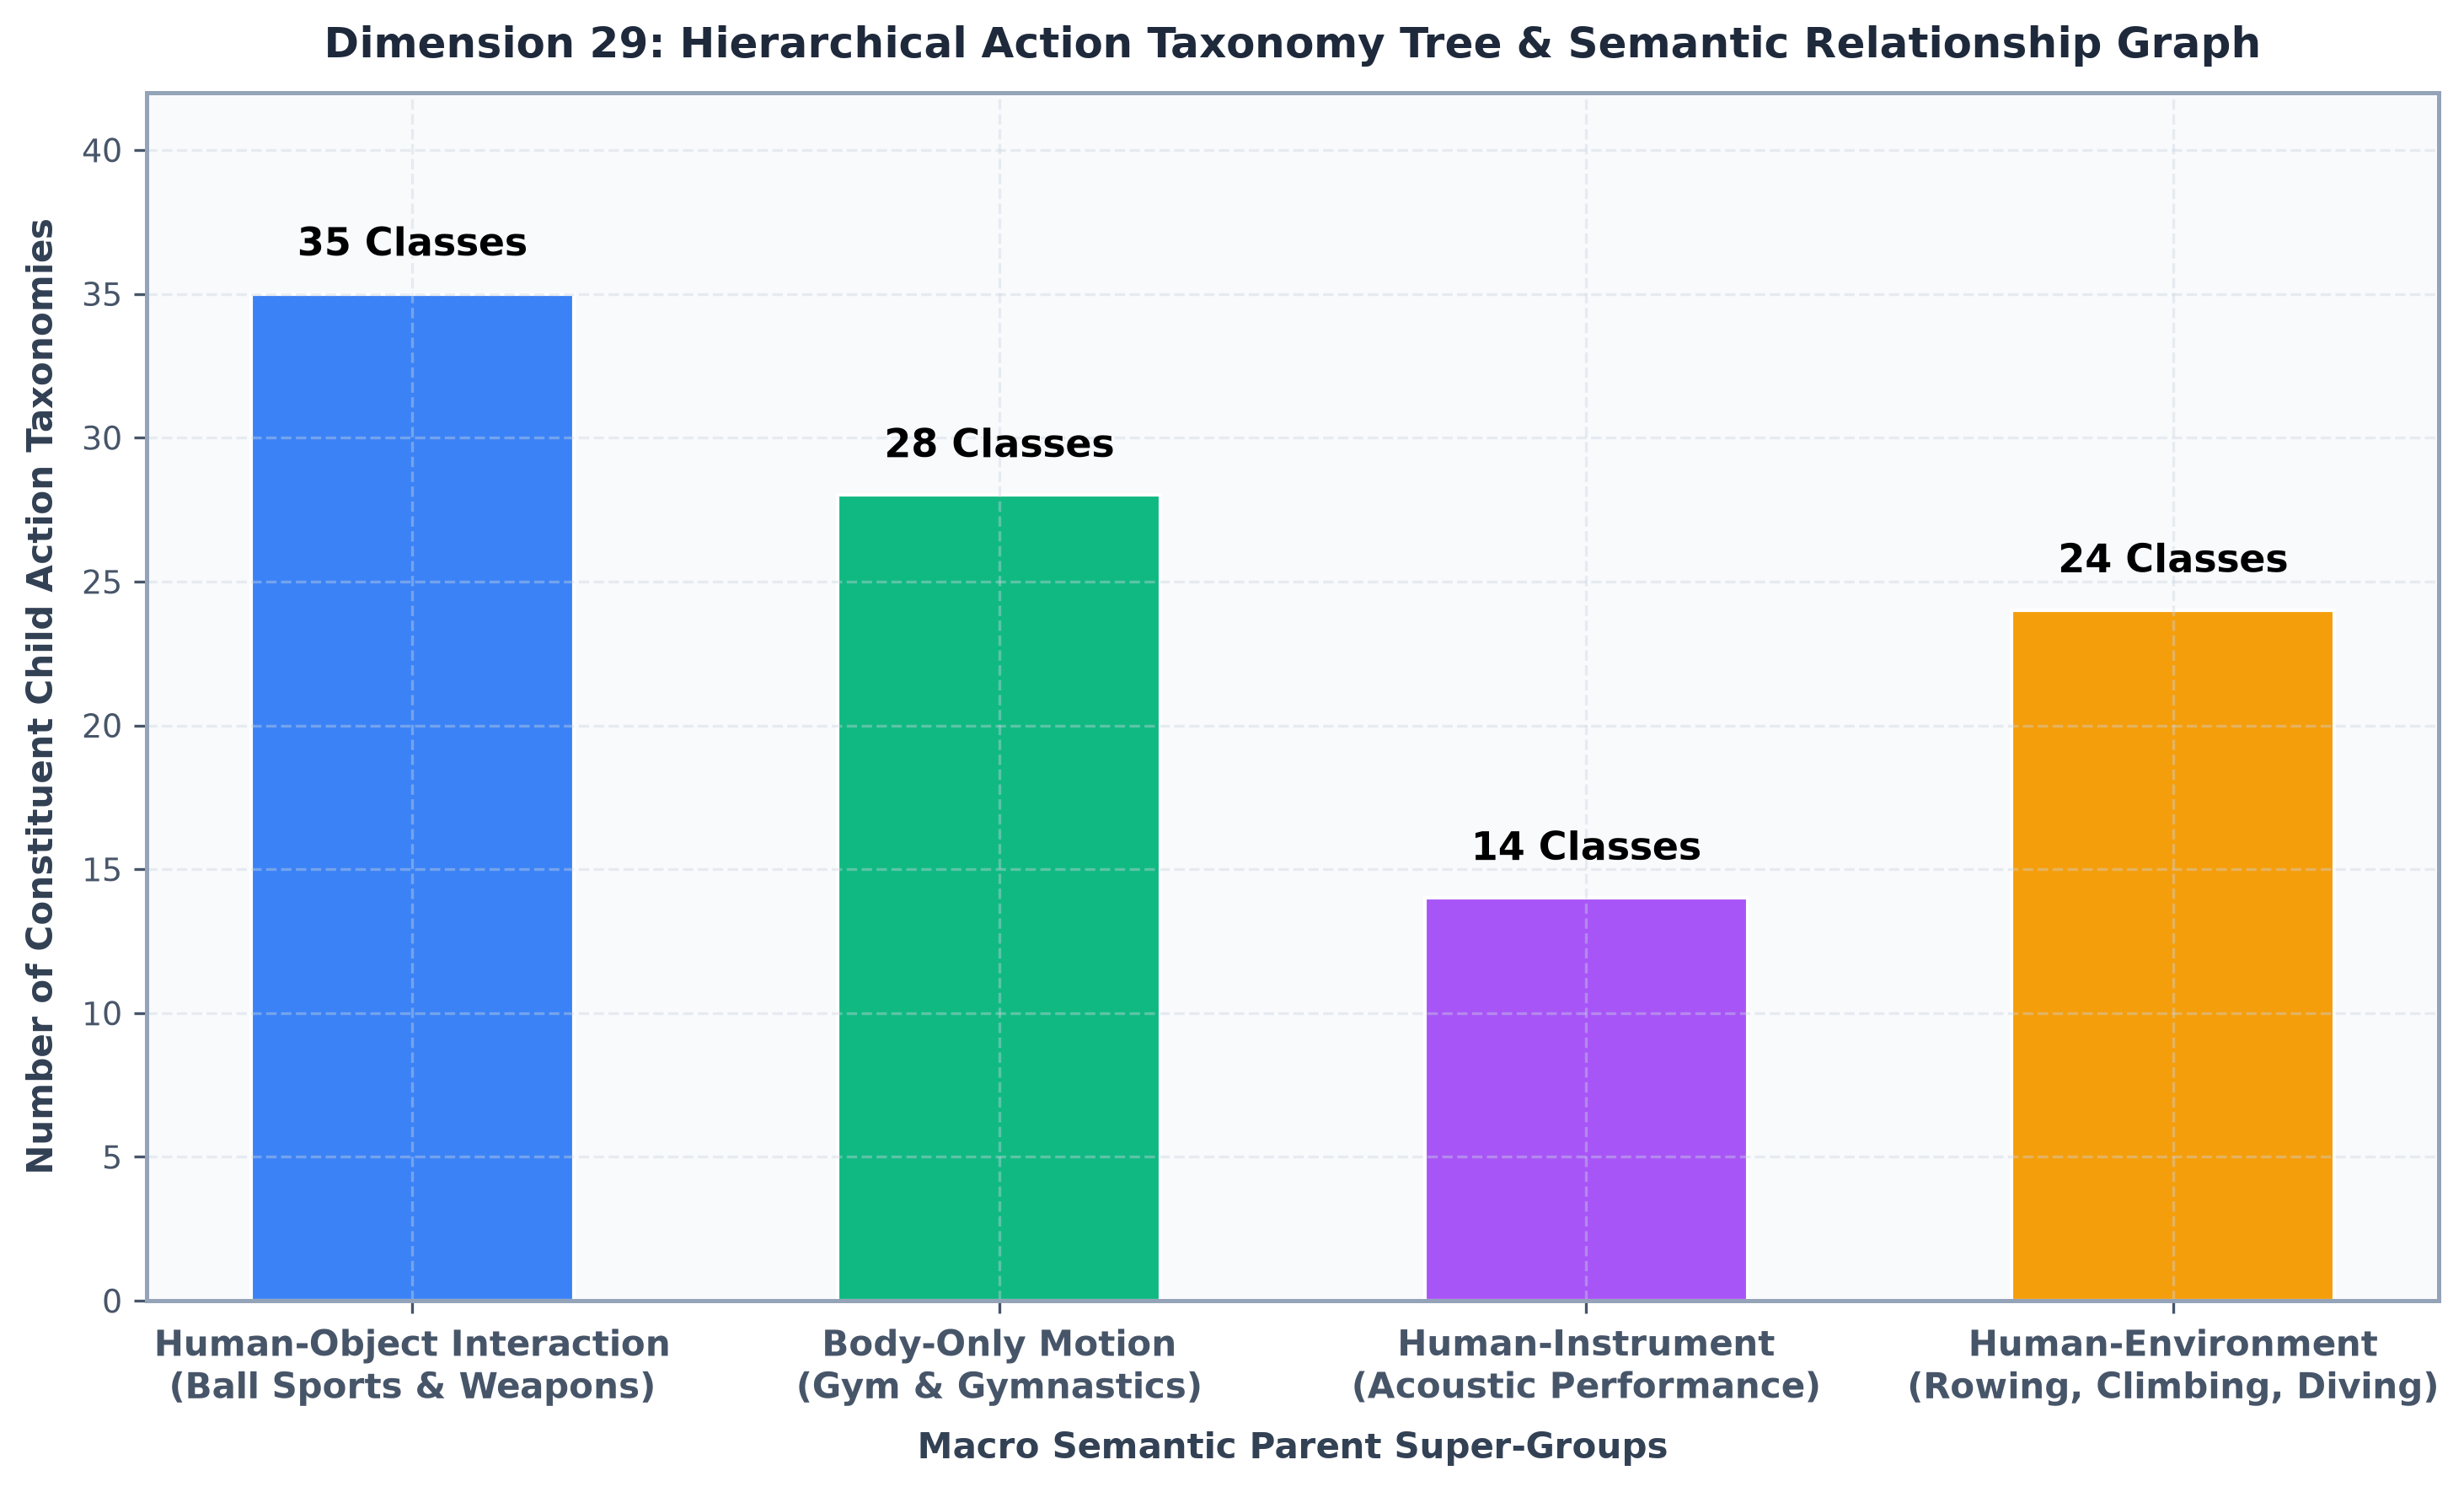 Dimension 29: Hierarchical Action Taxonomy Tree & Semantic Relationship Graph
Number of Constituent Child Action Taxonomies
40
35
30
25
20
15
10
5
0
35 Classes
28 Classes
14 Classes
24 Classes
Human-Object Interaction
(Ball Sports & Weapons)
Body-Only Motion
(Gym & Gymnastics)
Human-Instrument
(Acoustic Performance)
Human-Environment
(Rowing, Climbing, Diving)
Macro Semantic Parent Super-Groups